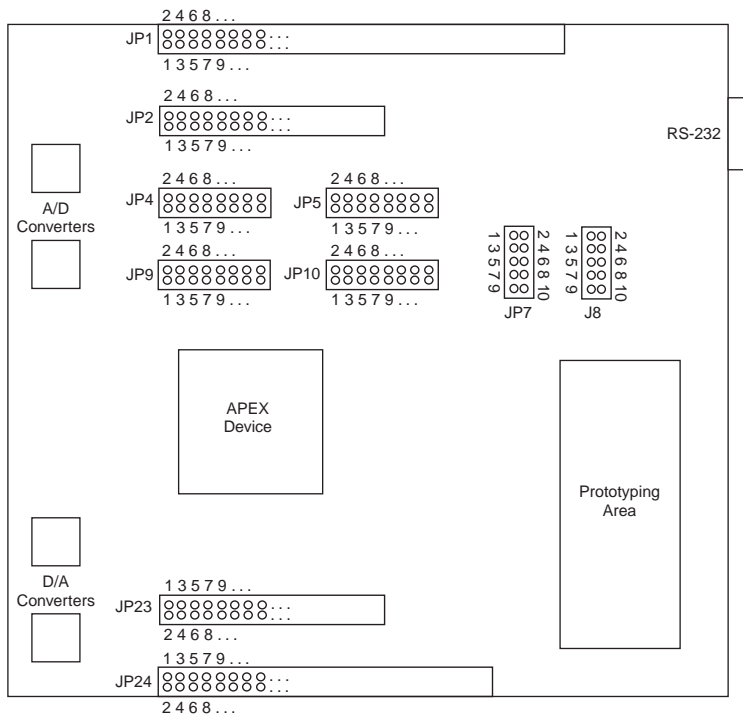 2 4 6 8 . . .
JP1
1 3 5 7 9 . . .
2 4 6 8 . . .
JP2
1 3 5 7 9 . . .
RS-232
A/D
Converters
2 4 6 8 . . .
JP4
1 3 5 7 9 . . .
2 4 6 8 . . .
JP5
1 3 5 7 9 . . .
2 4 6 8 . . .
JP9
1 3 5 7 9 . . .
2 4 6 8 . . .
JP10
1 3 5 7 9 . . .
1 3 5 7 9
2 4 6 8 10
JP7
1 3 5 7 9
2 4 6 8 10
J8
APEX
Device
Prototyping
Area
D/A
Converters
1 3 5 7 9 . . .
JP23
2 4 6 8 . . .
1 3 5 7 9 . . .
JP24
2 4 6 8 . . .